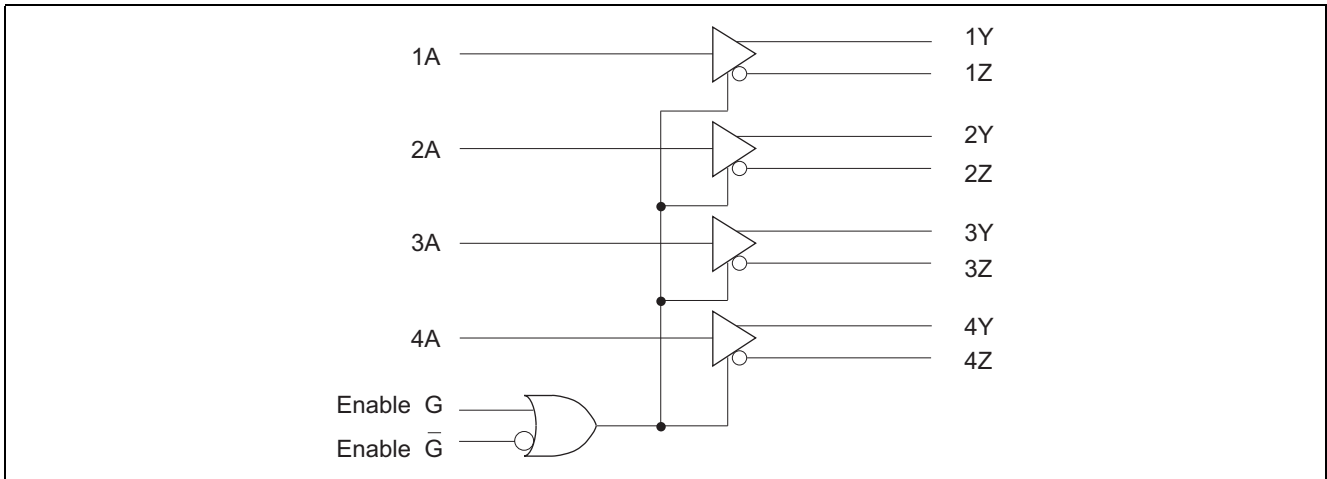 1A
1Y
1Z
2A
2Y
2Z
3A
3Y
3Z
4A
4Y
4Z
Enable G
Enable G̅